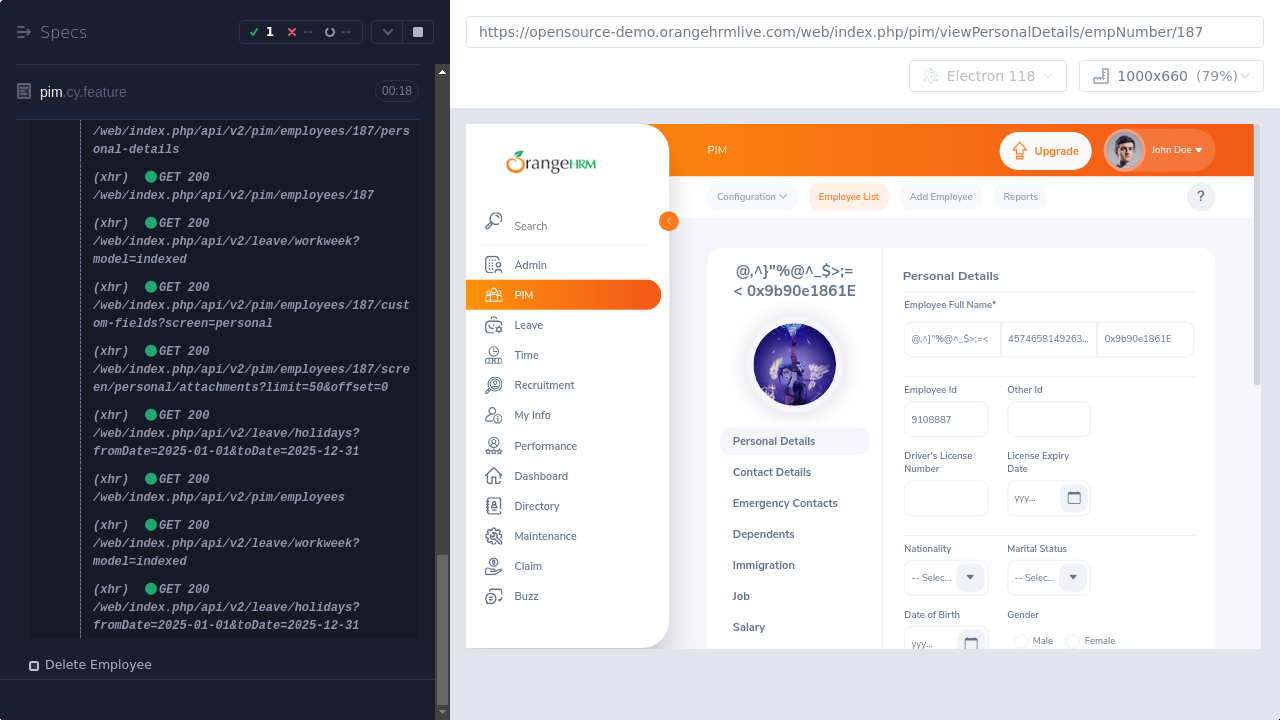 Specs
1
--
--
pim.cy.feature
00:18
/web/index.php/api/v2/pim/employees/187/pers
onal-details
(xhr) GET 200
/web/index.php/api/v2/pim/employees/187
(xhr) GET 200
/web/index.php/api/v2/leave/workweek?
model=indexed
(xhr) GET 200
/web/index.php/api/v2/pim/employees/187/cust
om-fields?screen=personal
(xhr) GET 200
/web/index.php/api/v2/pim/employees/187/scre
en/personal/attachments?limit=50&offset=0
(xhr) GET 200
/web/index.php/api/v2/leave/holidays?
fromDate=2025-01-01&toDate=2025-12-31
(xhr) GET 200
/web/index.php/api/v2/pim/employees
(xhr) GET 200
/web/index.php/api/v2/leave/workweek?
model=indexed
(xhr) GET 200
/web/index.php/api/v2/leave/holidays?
fromDate=2025-01-01&toDate=2025-12-31
Delete Employee
https://opensource-demo.orangehrmlive.com/web/index.php/pim/viewPersonalDetails/empNumber/187
Electron 118
1000x660 (79%)
OrangeHRM
Search
Admin
PIM
Leave
Time
Recruitment
My Info
Performance
Dashboard
Directory
Maintenance
Claim
Buzz
PIM
Upgrade
John Doe
Configuration
Employee List
Add Employee
Reports
?
@,^}"%@^_$>;=
< 0x9b90e1861E
Personal Details
Contact Details
Emergency Contacts
Dependents
Immigration
Job
Salary
Personal Details
Employee Full Name*
@,^}"%@^_$>;=<
4574658149263...
0x9b90e1861E
Employee Id
Other Id
9108887
Driver's License
Number
License Expiry
Date
yyy...
Nationality
Marital Status
-- Selec...
-- Selec...
Date of Birth
Gender
yyy...
Male
Female